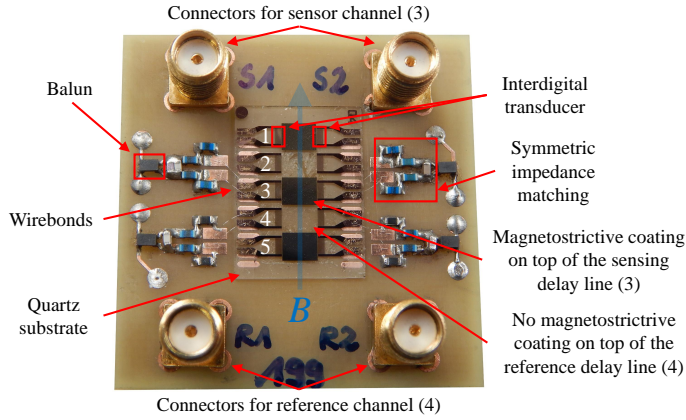 Connectors for sensor channel (3)
S1 S2
Balun
Interdigital
transducer
R
1
2
3
4
5
Symmetric
impedance
matching
Wirebonds
Magnetostrictive coating
on top of the sensing
delay line (3)
Quartz
substrate
B
No magnetostrictrive
coating on top of the
reference delay line (4)
R1 R2
199
Connectors for reference channel (4)